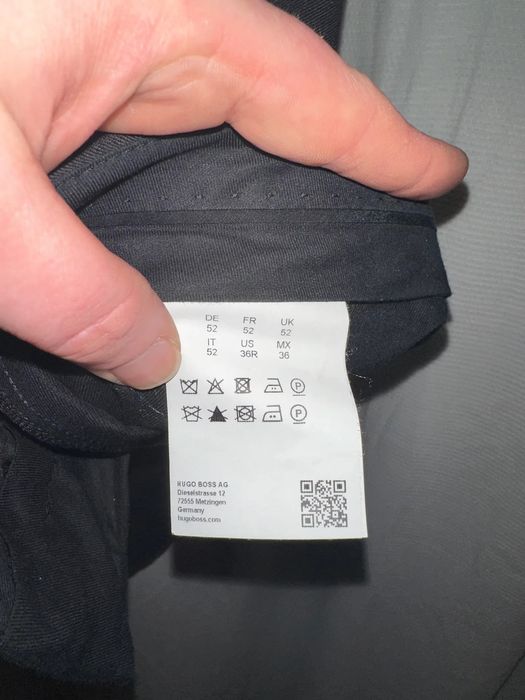 DE FR UK
52 52 52
IT US MX
52 36R 36
P
P
HUGO BOSS AG
Dieselstrasse 12
72555 Metzingen
Germany
hugoboss.com